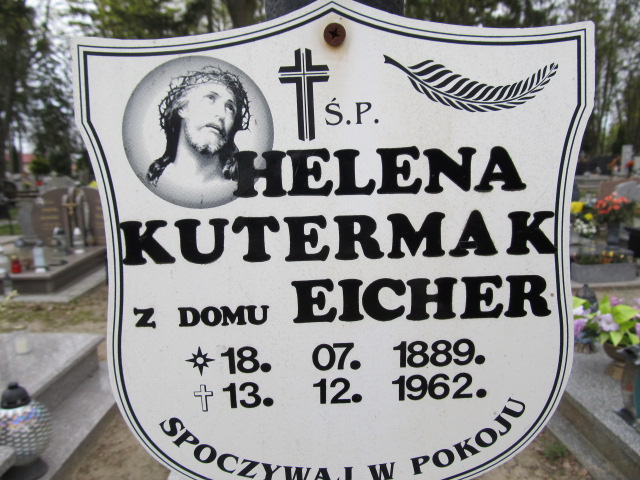 Ś.P.
HELENA
KUTERMAK
Z DOMU EICHER
18. 07. 1889.
13. 12. 1962.
SPOCZYWAJ W POKOJU